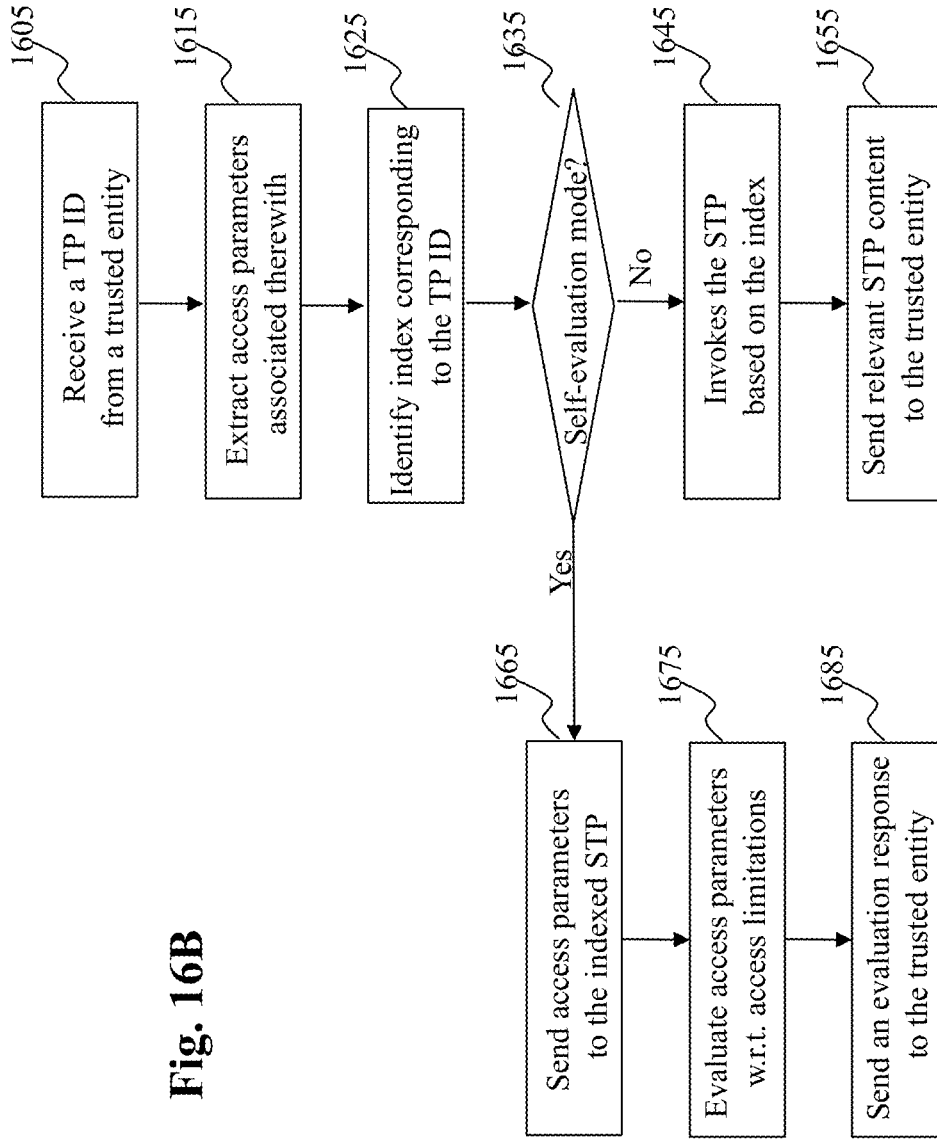 1605
Receive a TP ID
from a trusted entity
1615
Extract access parameters
associated therewith
1625
Identify index corresponding
to the TP ID
1635
Self-evaluation mode?
No
Yes
1645
Invokes the STP
based on the index
1655
Send relevant STP content
to the trusted entity
1665
Send access parameters
to the indexed STP
1675
Evaluate access parameters
w.r.t. access limitations
1685
Send an evaluation response
to the trusted entity
Fig. 16B